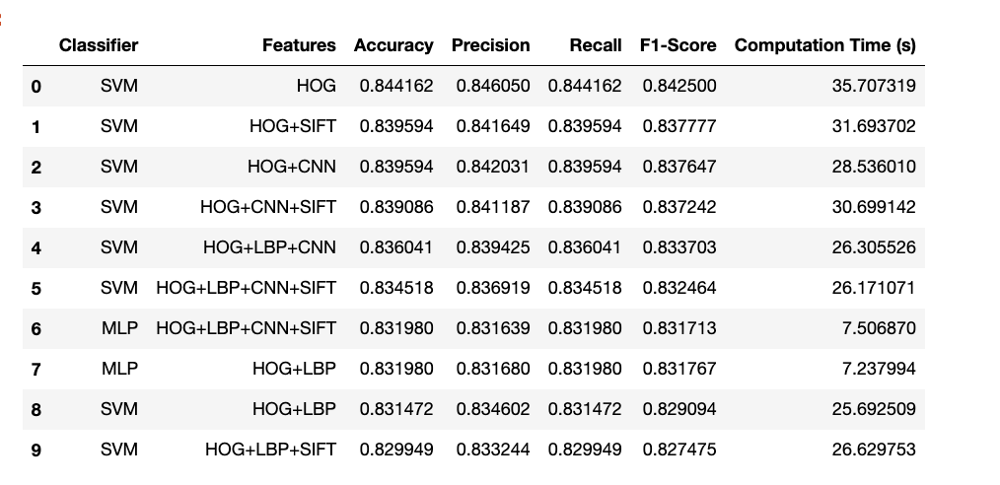 Classifier Features Accuracy Precision Recall F1-Score Computation Time (s)
0 SVM HOG 0.844162 0.846050 0.844162 0.842500 35.707319
1 SVM HOG+SIFT 0.839594 0.841649 0.839594 0.837777 31.693702
2 SVM HOG+CNN 0.839594 0.842031 0.839594 0.837647 28.536010
3 SVM HOG+CNN+SIFT 0.839086 0.841187 0.839086 0.837242 30.699142
4 SVM HOG+LBP+CNN 0.836041 0.839425 0.836041 0.833703 26.305526
5 SVM HOG+LBP+CNN+SIFT 0.834518 0.836919 0.834518 0.832464 26.171071
6 MLP HOG+LBP+CNN+SIFT 0.831980 0.831639 0.831980 0.831713 7.506870
7 MLP HOG+LBP 0.831980 0.831680 0.831980 0.831767 7.237994
8 SVM HOG+LBP 0.831472 0.834602 0.831472 0.829094 25.692509
9 SVM HOG+LBP+SIFT 0.829949 0.833244 0.829949 0.827475 26.629753